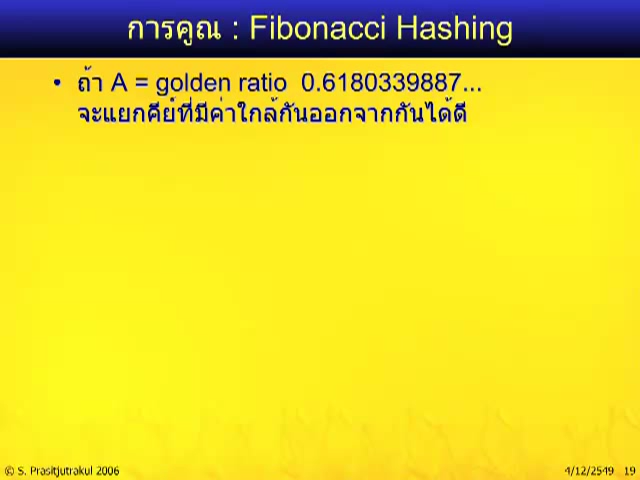 การคูณ : Fibonacci Hashing
• ถ้า A = golden ratio 0.6180339887...
จะแยกคีย์ที่มีค่าใกล้กันออกจากกันได้ดี
© S. Prasitjutrakul 2006
4/12/2549 19